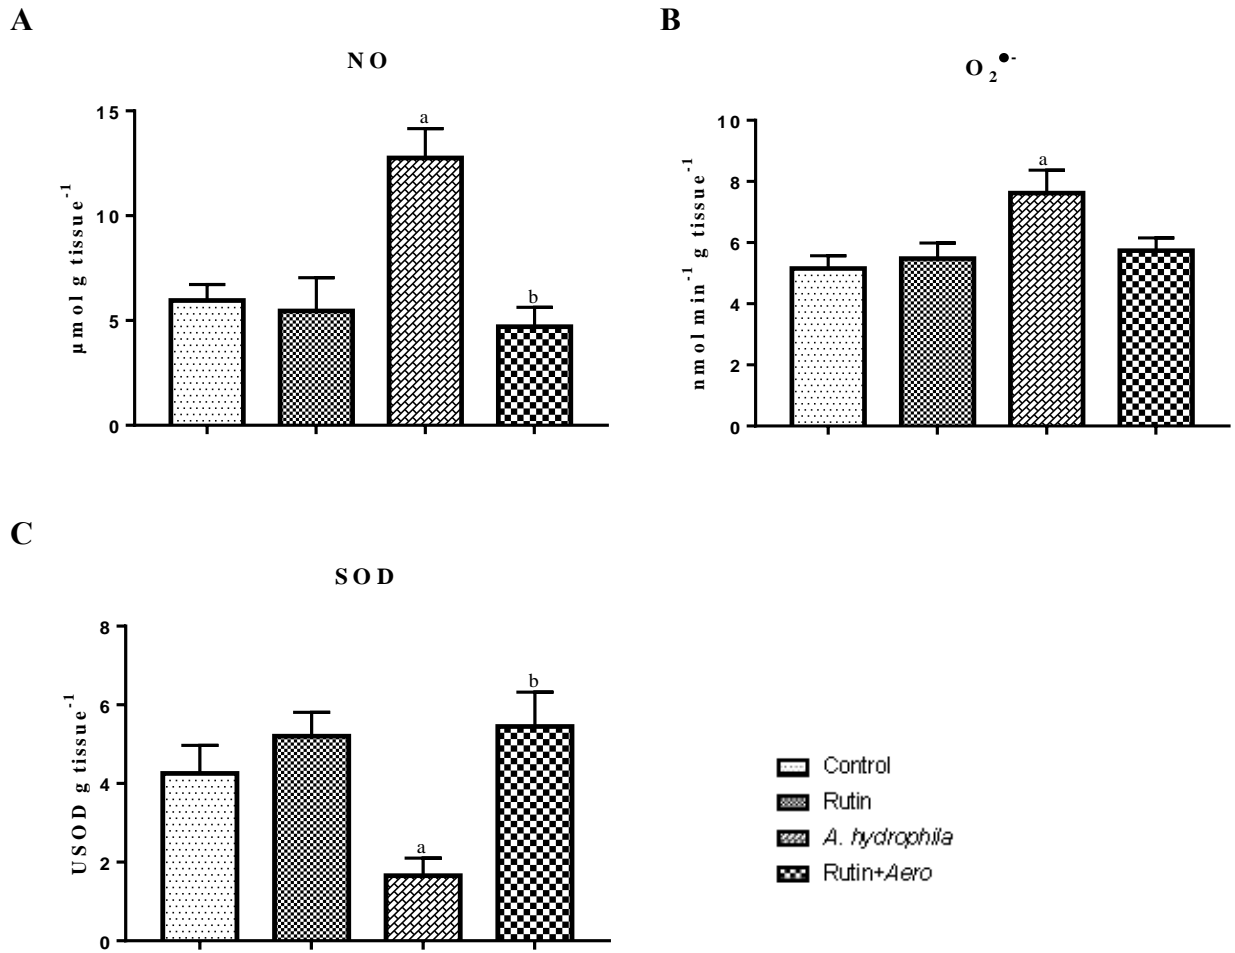 A
NO
µmol g tissue-1
15
10
5
0
a
b
B
O2●-
nmol min-1 g tissue-1
10
8
6
4
2
0
a
C
SOD
USOD g tissue-1
8
6
4
2
0
a
b
Control
Rutin
A. hydrophila
Rutin+Aero